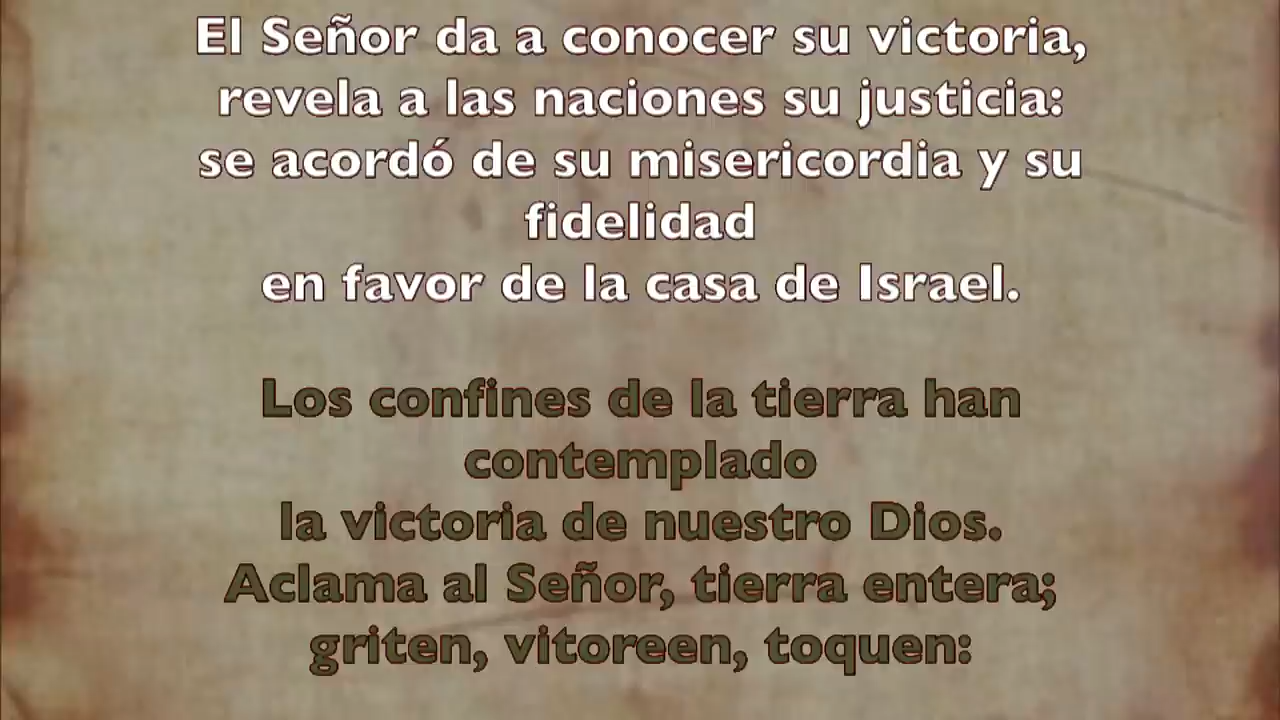 El Señor da a conocer su victoria,
revela a las naciones su justicia:
se acordó de su misericordia y su
fidelidad
en favor de la casa de Israel.
Los confines de la tierra han
contemplado
la victoria de nuestro Dios.
Aclama al Señor, tierra entera;
griten, vitoreen, toquen: